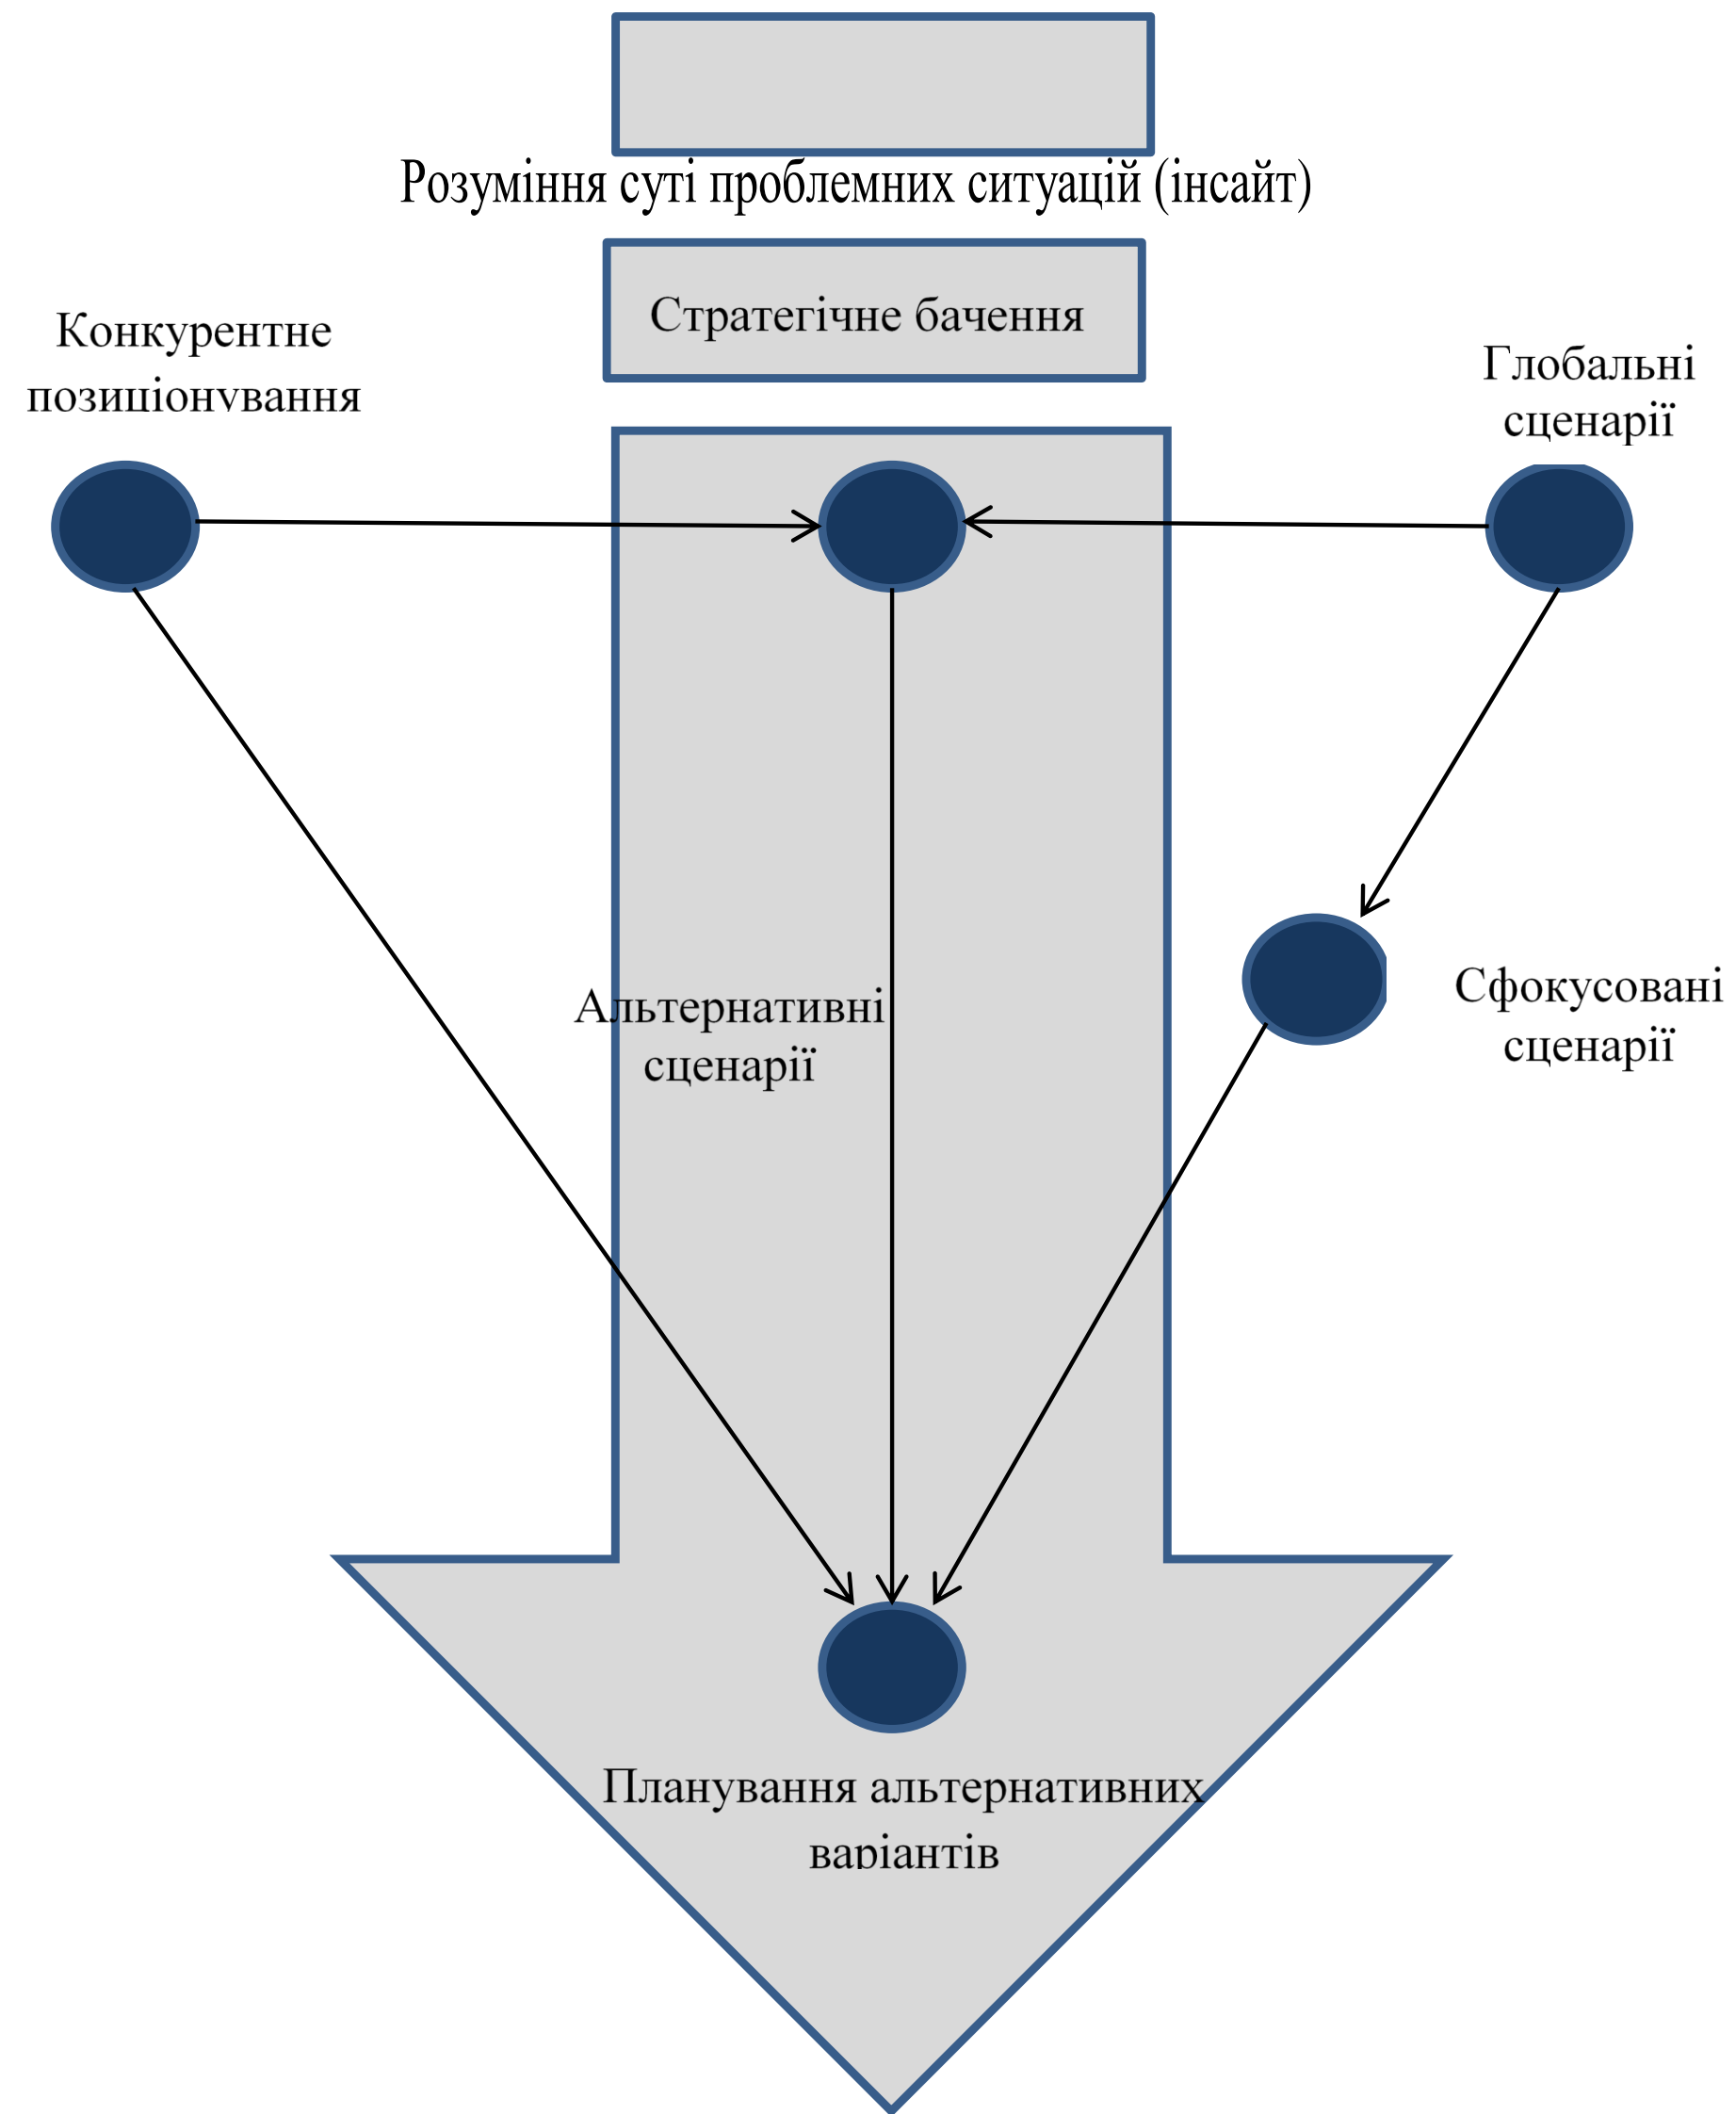 Розуміння суті проблемних ситуацій (інсайт)
Стратегічне бачення
Конкурентне
позиціонування
Глобальні
сценарії
Альтернативні
сценарії
Сфокусовані
сценарії
Планування альтернативних
варіантів